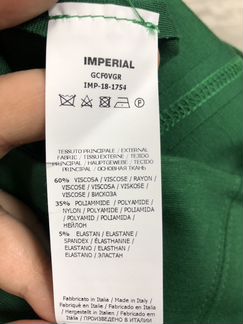 IMPERIAL
GCF0VGR
IMP-18-1754
TESSUTO PRINCIPALE / EXTERNAL
FABRIC / TISSU EXTERNE / TEJIDO
PRINCIPAL / HAUPTGEWEBE / TECIDO
PRINCIPAL / ОСНОВНАЯ ТКАНЬ
60% VISCOSA / VISCOSE / RAYON /
VISCOSE / VISCOSA / VISKOSE /
VISCOSE / ВИСКОЗА
35% POLIAMMIDE / POLYAMIDE /
NYLON / POLYAMIDE / POLIAMIDA
/ POLYAMID / POLIAMIDA /
НЕЙЛОН
5% ELASTAN / ELASTANE /
SPANDEX / ÉLASTHANNE /
ELASTANO / ELASTHAN /
ELASTANO / ЭЛАСТАН
Fabbricato in Italia / Made in Italy /
Fabriqué en Italie / Fabricado en Italia
/ Hergestellt in Italien / Fabricado em
Itália / ПРОИЗВЕДЕНО В ИТАЛИИ